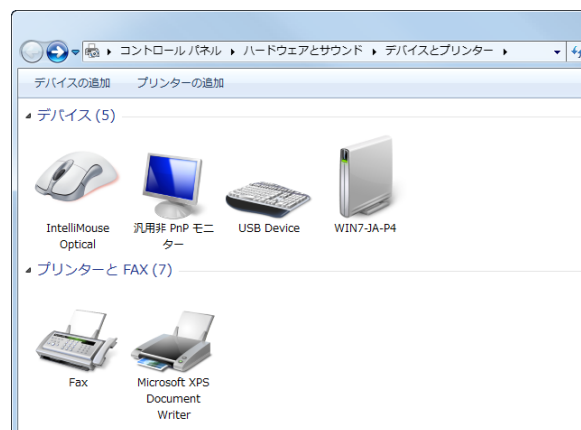 コントロール パネル ▸ ハードウェアとサウンド ▸ デバイスとプリンター ▸
デバイスの追加 プリンターの追加
デバイス (5)
IntelliMouse
Optical
汎用非 PnP モニ
ター
USB Device
WIN7-JA-P4
プリンターと FAX (7)
Fax
Microsoft XPS
Document
Writer